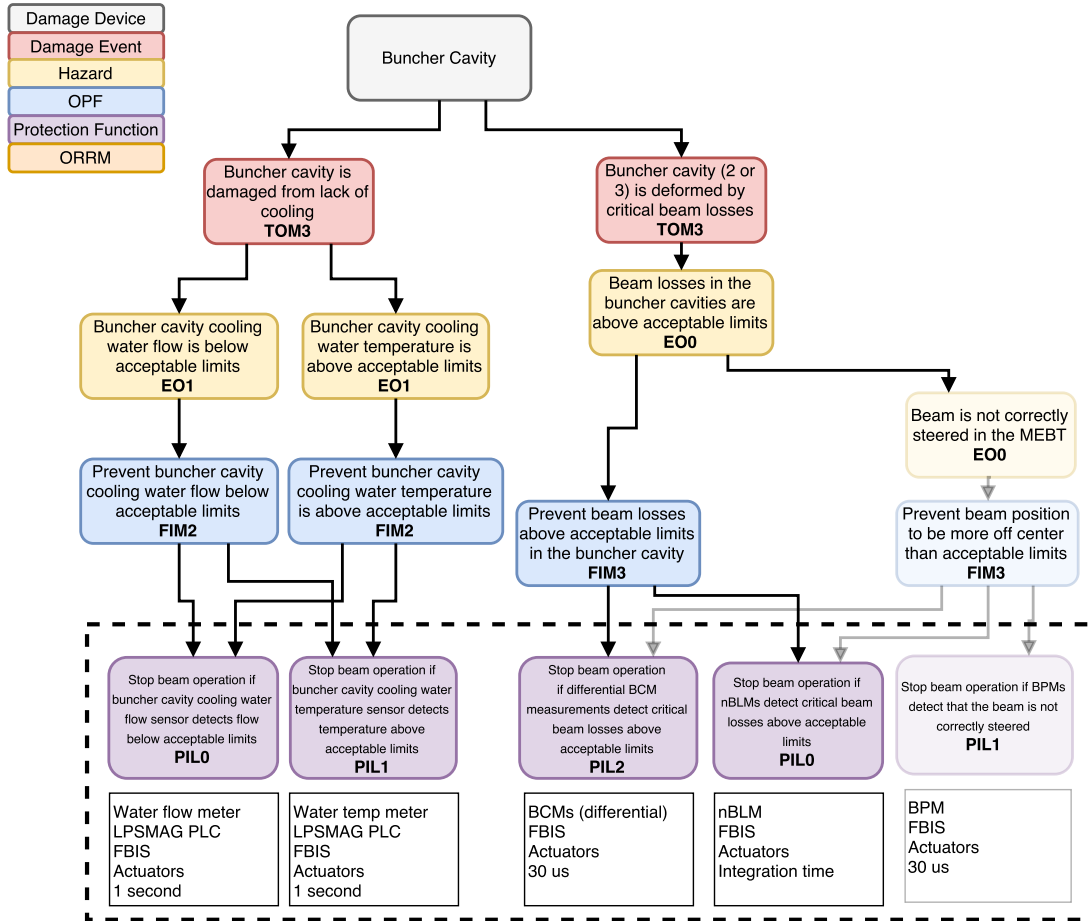 Damage Device
Damage Event
Hazard
OPF
Protection Function
ORRM
Buncher Cavity
Buncher cavity is
damaged from lack of
cooling
TOM3
Buncher cavity (2 or
3) is deformed by
critical beam losses
TOM3
Buncher cavity cooling
water flow is below
acceptable limits
EO1
Buncher cavity cooling
water temperature is
above acceptable limits
EO1
Beam losses in the
buncher cavities are
above acceptable limits
EO0
Beam is not correctly
steered in the MEBT
EO0
Prevent buncher cavity
cooling water flow below
acceptable limits
FIM2
Prevent buncher cavity
cooling water temperature
is above acceptable limits
FIM2
Prevent beam losses
above acceptable limits
in the buncher cavity
FIM3
Prevent beam position
to be more off center
than acceptable limits
FIM3
Stop beam operation if
buncher cavity cooling water
flow sensor detects flow
below acceptable limits
PIL0
Stop beam operation if
buncher cavity cooling water
temperature sensor detects
temperature above
acceptable limits
PIL1
Stop beam operation
if differential BCM
measurements detect critical
beam losses above
acceptable limits
PIL2
Stop beam operation if
nBLMs detect critical beam
losses above acceptable
limits
PIL0
Stop beam operation if BPMs
detect that the beam is not
correctly steered
PIL1
Water flow meter
LPSMAG PLC
FBIS
Actuators
1 second
Water temp meter
LPSMAG PLC
FBIS
Actuators
1 second
BCMs (differential)
FBIS
Actuators
30 us
nBLM
FBIS
Actuators
Integration time
BPM
FBIS
Actuators
30 us